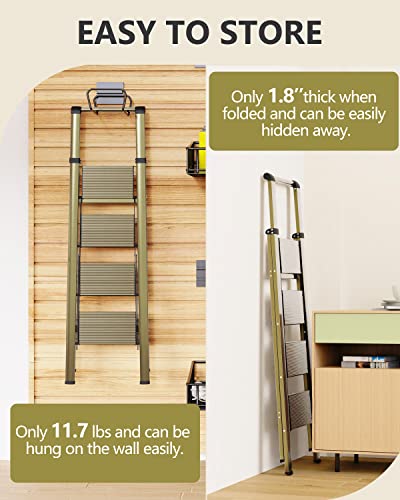 EASY TO STORE
Only 1.8″thick when
folded and can be easily
hidden away.
Only 11.7 lbs and can be
hung on the wall easily.